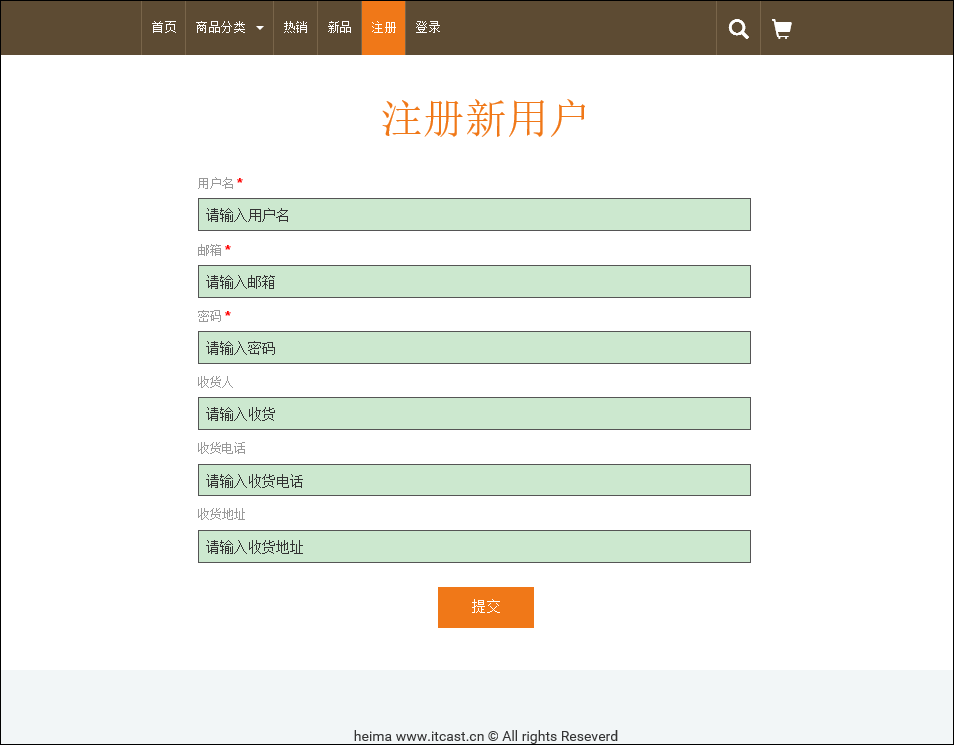 首页 商品分类 热销 新品 注册 登录
注册新用户
用户名 *
请输入用户名
邮箱 *
请输入邮箱
密码 *
请输入密码
收货人
请输入收货
收货电话
请输入收货电话
收货地址
请输入收货地址
提交
heima www.itcast.cn © All rights Reseverd